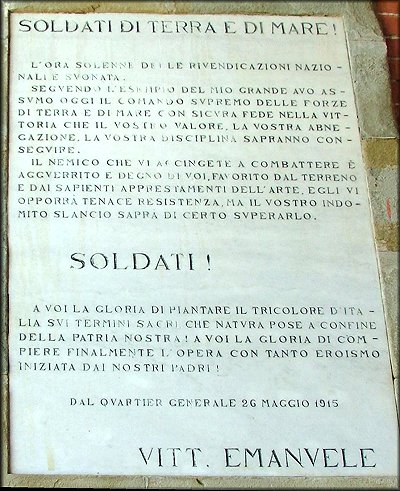 SOLDATI DI TERRA E DI MARE!
L'ORA SOLENNE DELLE RIVENDICAZIONI NAZIO-
NALI È SVONATA.
SEGVENDO L'ESEMPIO DEL MIO GRANDE AVO AS-
SVMO OGGI IL COMANDO SVPREMO DELLE FORZE
DI TERRA E DI MARE CON SICVRA FEDE NELLA VIT-
TORIA CHE IL VOSTRO VALORE, LA VOSTRA ABNE-
GAZIONE, LA VOSTRA DISCIPLINA SAPRANNO CON-
SEGVIRE.
IL NEMICO CHE VI ACCINGETE A COMBATTERE È
AGGVERRITO E DEGNO DI VOI, FAVORITO DAL TERRENO
E DAI SAPIENTI APPRESTAMENTI DELL'ARTE, EGLI VI
OPPORRÀ TENACE RESISTENZA, MA IL VOSTRO INDO-
MITO SLANCIO SAPRÀ DI CERTO SVPERARLO.
SOLDATI!
A VOI LA GLORIA DI PIANTARE IL TRICOLORE D'ITA-
LIA SVI TERMINI SACRI CHE NATVRA POSE A CONFINE
DELLA PATRIA NOSTRA! A VOI LA GLORIA DI COM-
PIERE FINALMENTE L'OPERA CON TANTO EROISMO
INIZIATA DAI NOSTRI PADRI!
DAL QVARTIER GENERALE 26 MAGGIO 1915
VITT. EMANVELE